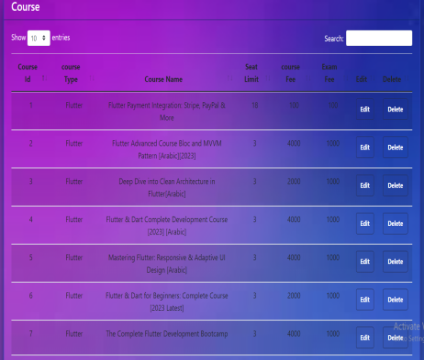 Course
Show 10 entries
Search:
Course Id course Type Course Name Seat Limit course Fee Exam Fee Edit Delete
1 Flutter Flutter Payment Integration: Stripe, PayPal & More 18 100 Edit Delete
2 Flutter Flutter Advanced Course Bloc and MVVM Pattern [Arabic][2023] 3 4000 1000 Edit Delete
3 Flutter Deep Dive into Clean Architecture in Flutter[Arabic] 3 2000 1000 Edit Delete
4 Flutter Flutter & Dart Complete Development Course [2023] [Arabic] 3 4000 1000 Edit Delete
5 Flutter Mastering Flutter: Responsive & Adaptive UI Design [Arabic] 3 4000 1000 Edit Delete
6 Flutter Flutter & Dart for Beginners: Complete Course [2023 Latest] 3 2000 1000 Edit Delete
7 Flutter The Complete Flutter Development Bootcamp 3 4000 1000 Edit Delete
Activate